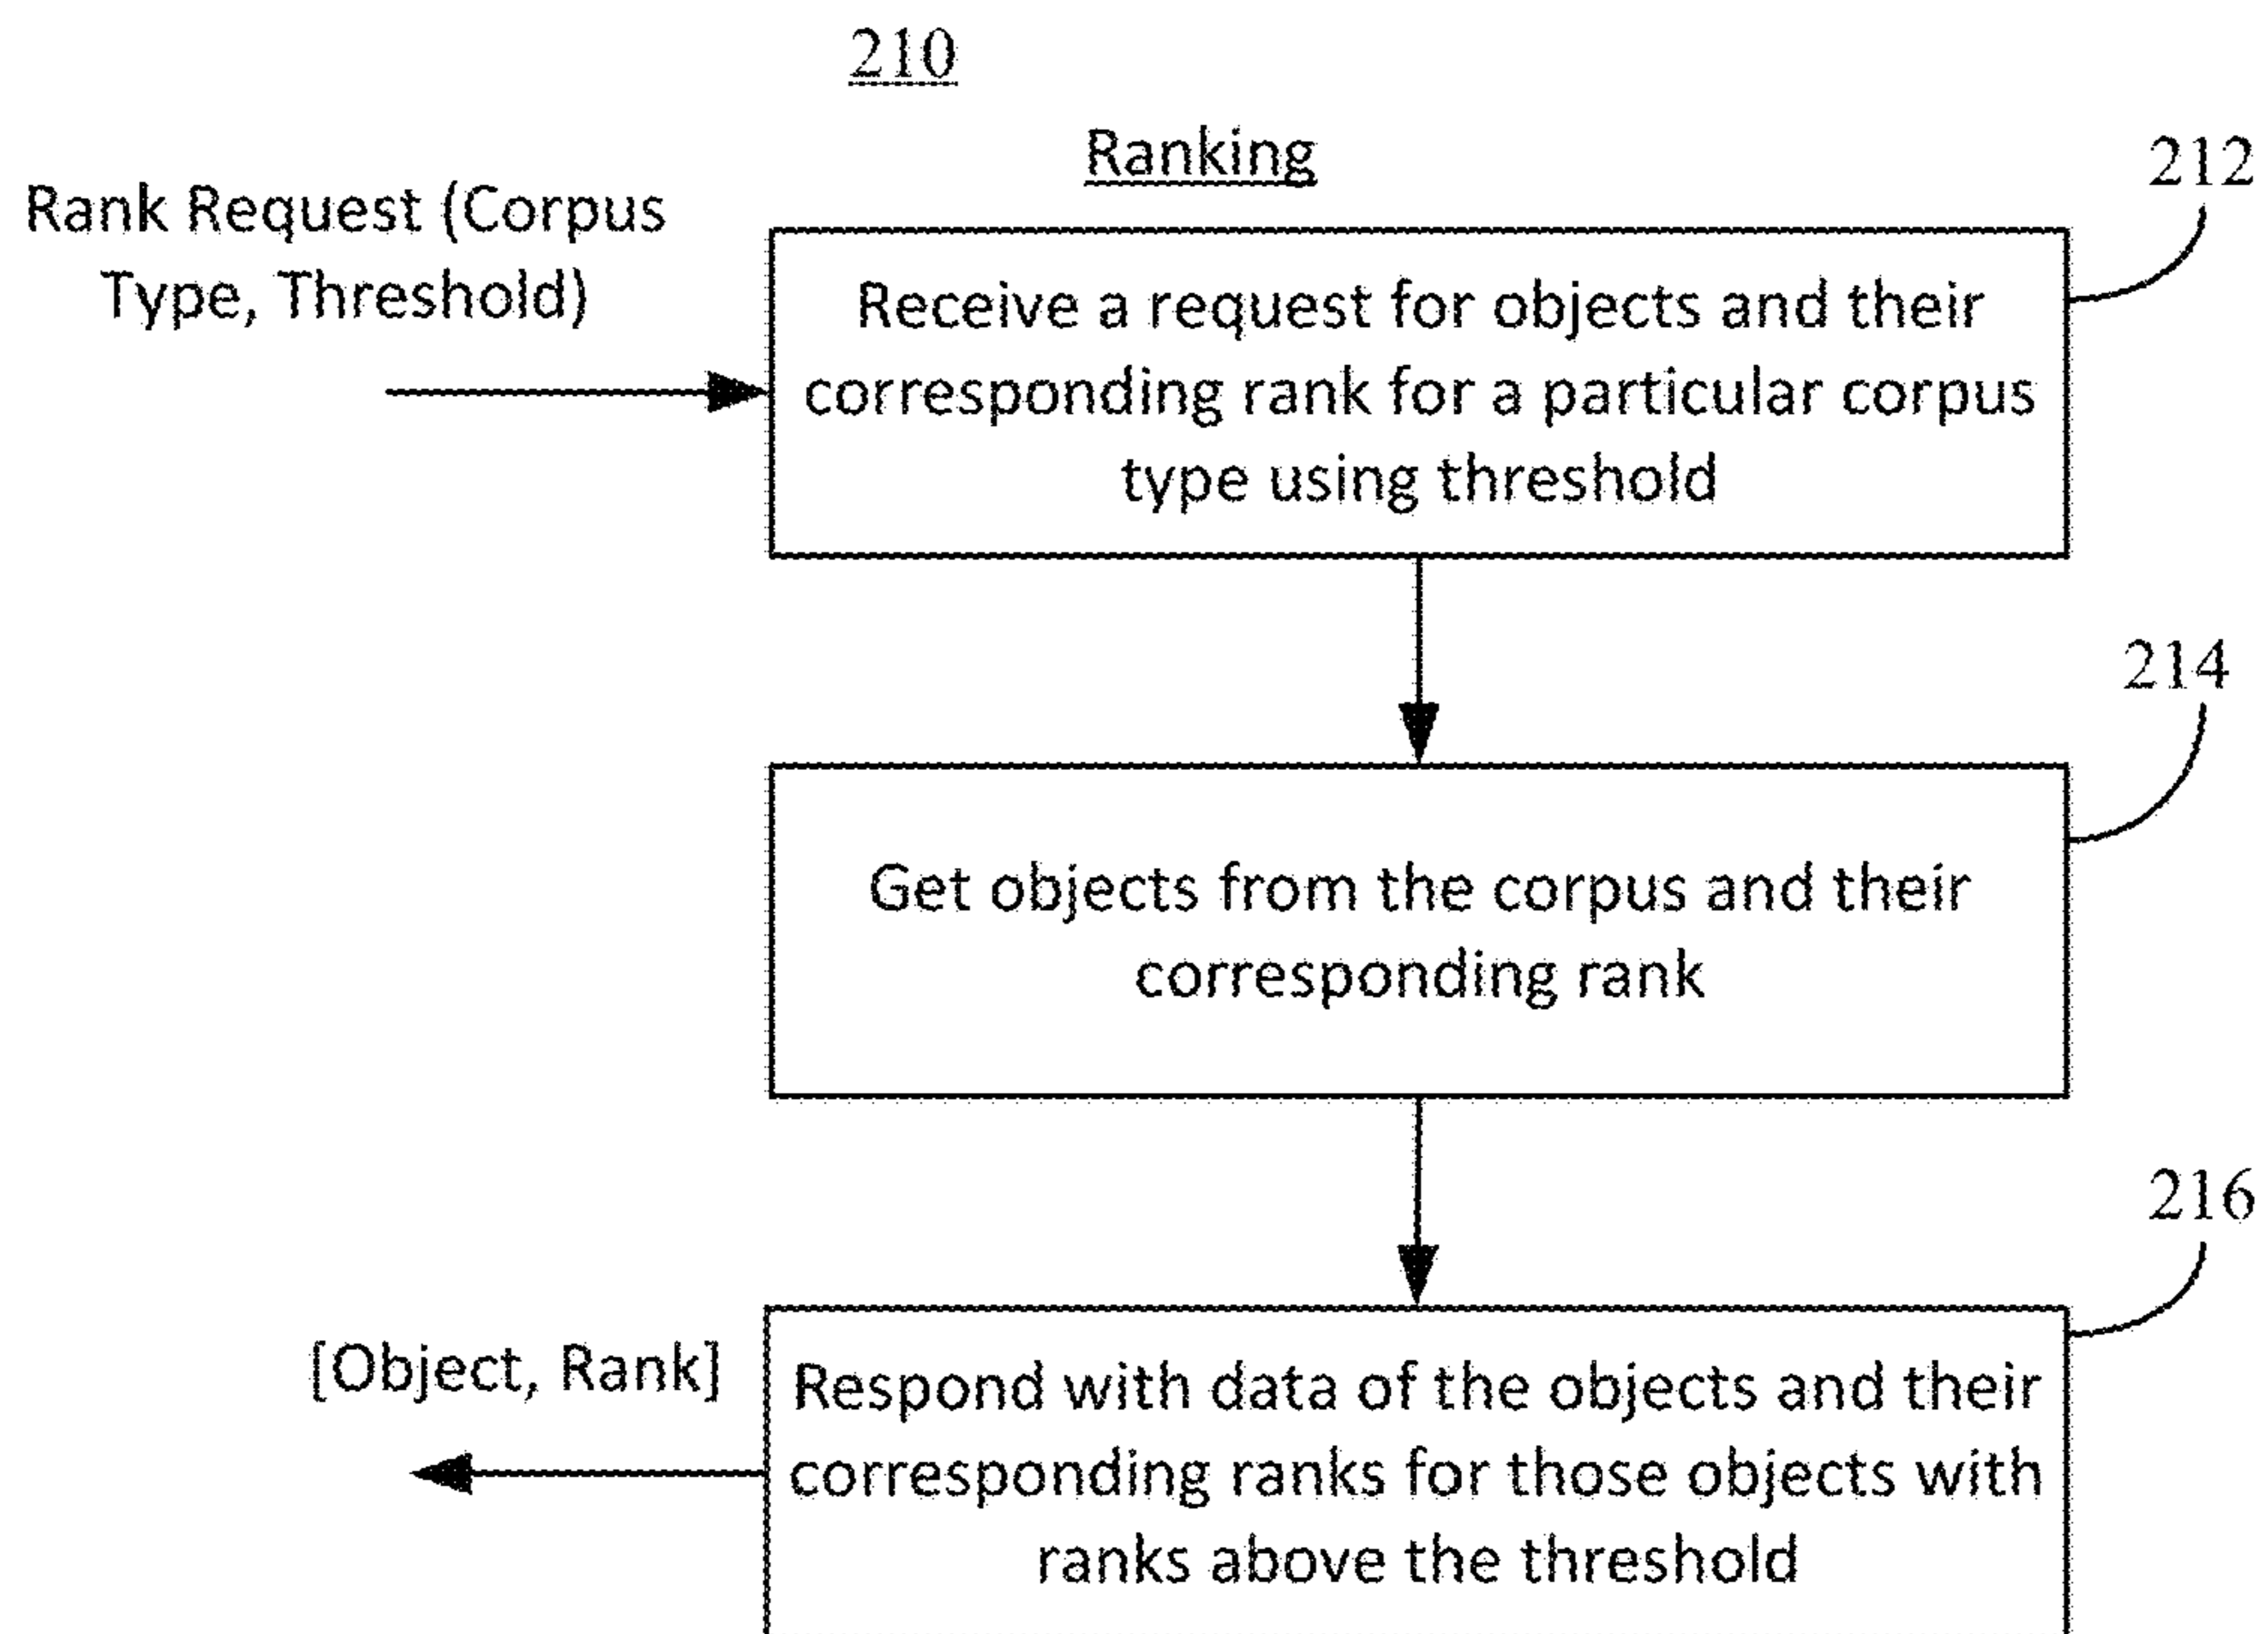 210
Ranking
212
Rank Request (Corpus
Type, Threshold)
Receive a request for objects and their
corresponding rank for a particular corpus
type using threshold
214
Get objects from the corpus and their
corresponding rank
216
[Object, Rank]
Respond with data of the objects and their
corresponding ranks for those objects with
ranks above the threshold